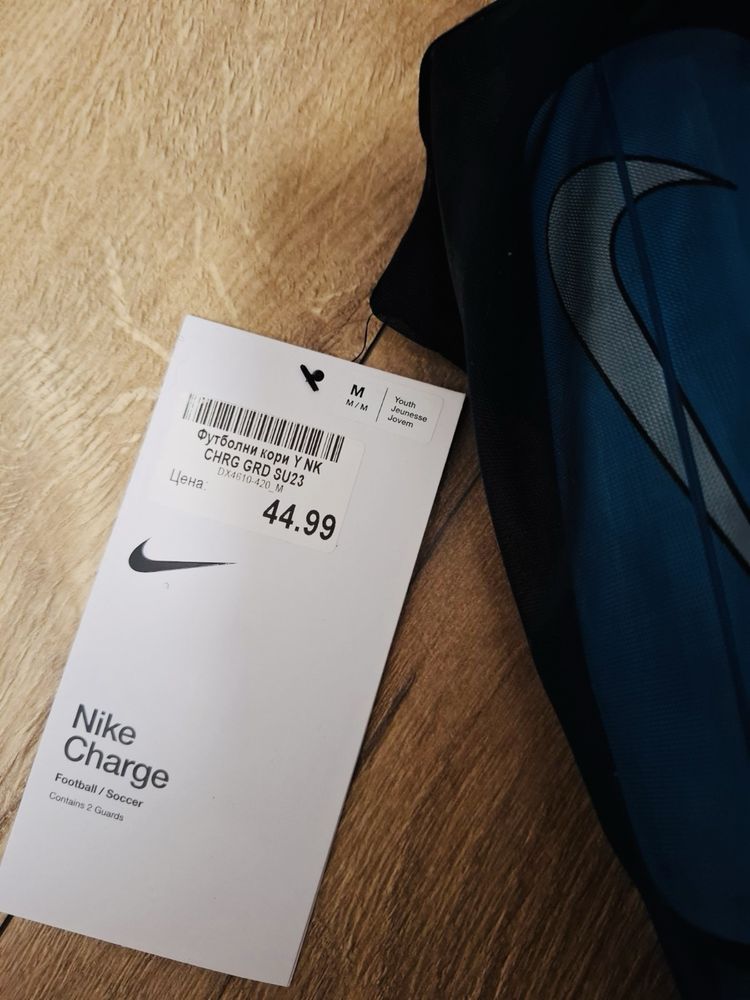 M
M / M
Youth
Jeunesse
Jovem
Футболни кори Y NK
CHRG GRD SU23
DX4610-420_M
Цена:
44.99
Nike
Charge
Football / Soccer
Contains 2 Guards